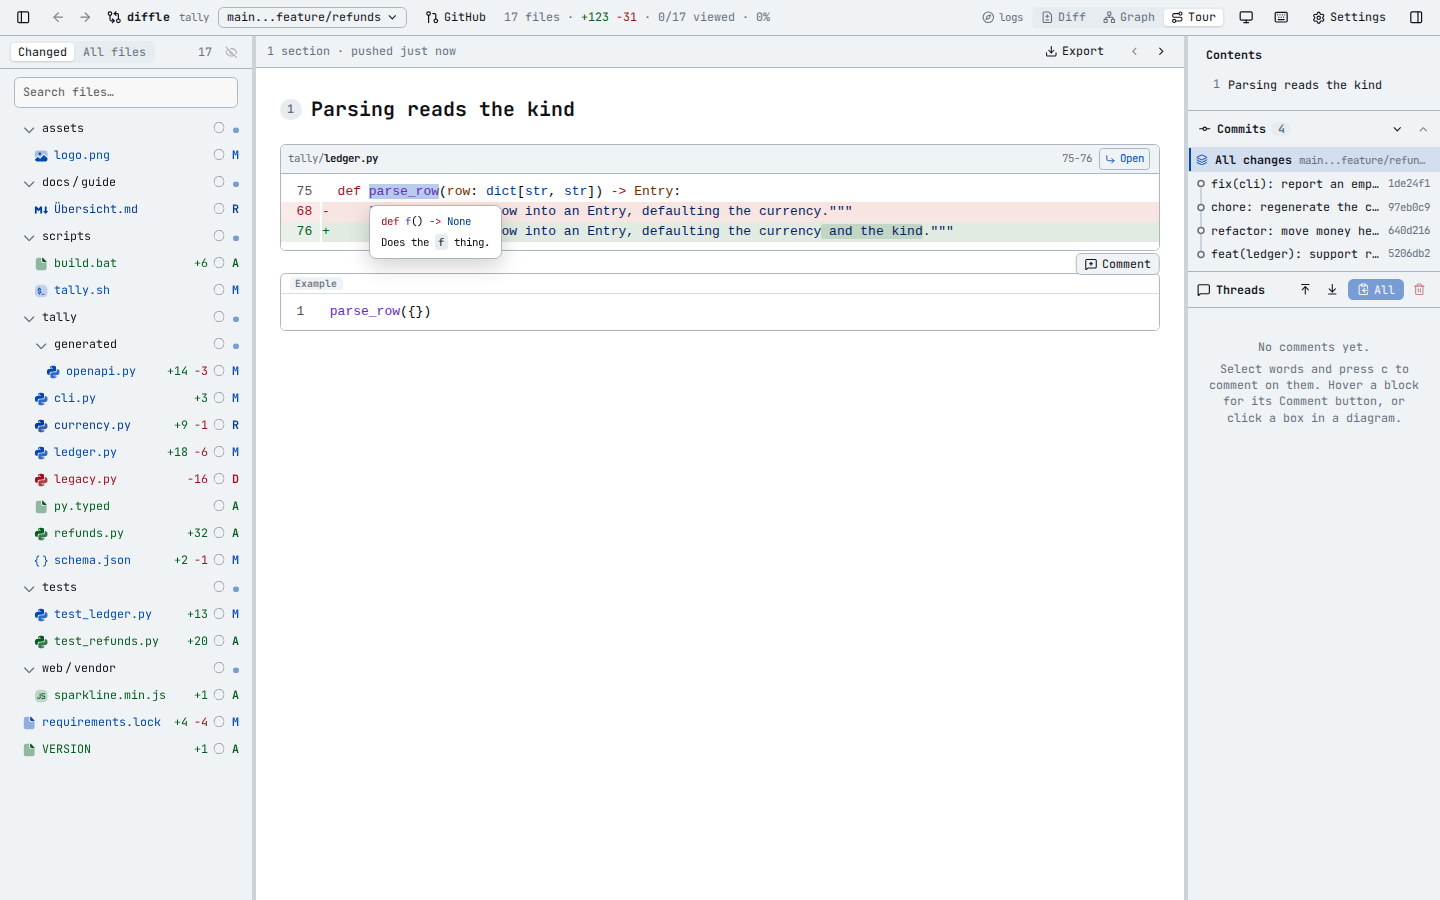 diffle tally main...feature/refunds GitHub 17 files · +123 -31 · 0/17 viewed · 0% logs Diff Graph Tour Settings
Changed All files 17
Search files…
assets
logo.png M
docs/guide
Übersicht.md R
scripts
build.bat +6 A
tally.sh M
tally
generated
openapi.py +14 -3 M
cli.py +3 M
currency.py +9 -1 R
ledger.py +18 -6 M
legacy.py -16 D
py.typed A
refunds.py +32 A
schema.json +2 -1 M
tests
test_ledger.py +13 M
test_refunds.py +20 A
web/vendor
sparkline.min.js +1 A
requirements.lock +4 -4 M
VERSION +1 A
1 section · pushed just now Export
1 Parsing reads the kind
tally/ledger.py 75-76 Open
75 def parse_row(row: dict[str, str]) -> Entry:
68 - ow into an Entry, defaulting the currency."""
76 + ow into an Entry, defaulting the currency and the kind."""
def f() -> None
Does the f thing.
Comment
Example
1 parse_row({})
Contents
1 Parsing reads the kind
Commits 4
All changes main...feature/refun…
fix(cli): report an emp… 1de24f1
chore: regenerate the c… 97eb0c9
refactor: move money he… 640d216
feat(ledger): support r… 5206db2
Threads All
No comments yet.
Select words and press c to
comment on them. Hover a block
for its Comment button, or
click a box in a diagram.